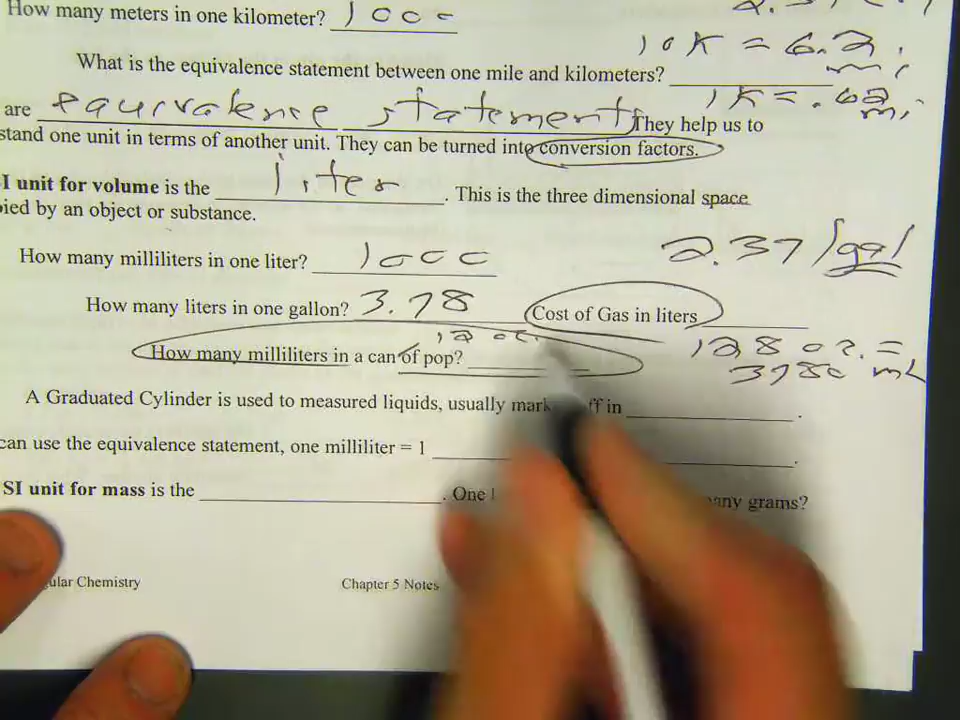 How many meters in one kilometer? 1000
10K = 6.2 mi
What is the equivalence statement between one mile and kilometers?
1K = .62 mi
are equivalence statements They help us to
stand one unit in terms of another unit. They can be turned into conversion factors.
I unit for volume is the liter. This is the three dimensional space
pied by an object or substance.
How many milliliters in one liter? 1000
2.37/gal
How many liters in one gallon? 3.78 Cost of Gas in liters
12 oz.
128 oz. =
How many milliliters in a can of pop?
3780 mL
A Graduated Cylinder is used to measured liquids, usually mark ff in .
can use the equivalence statement, one milliliter = 1 .
SI unit for mass is the . One any grams?
ular Chemistry Chapter 5 Notes